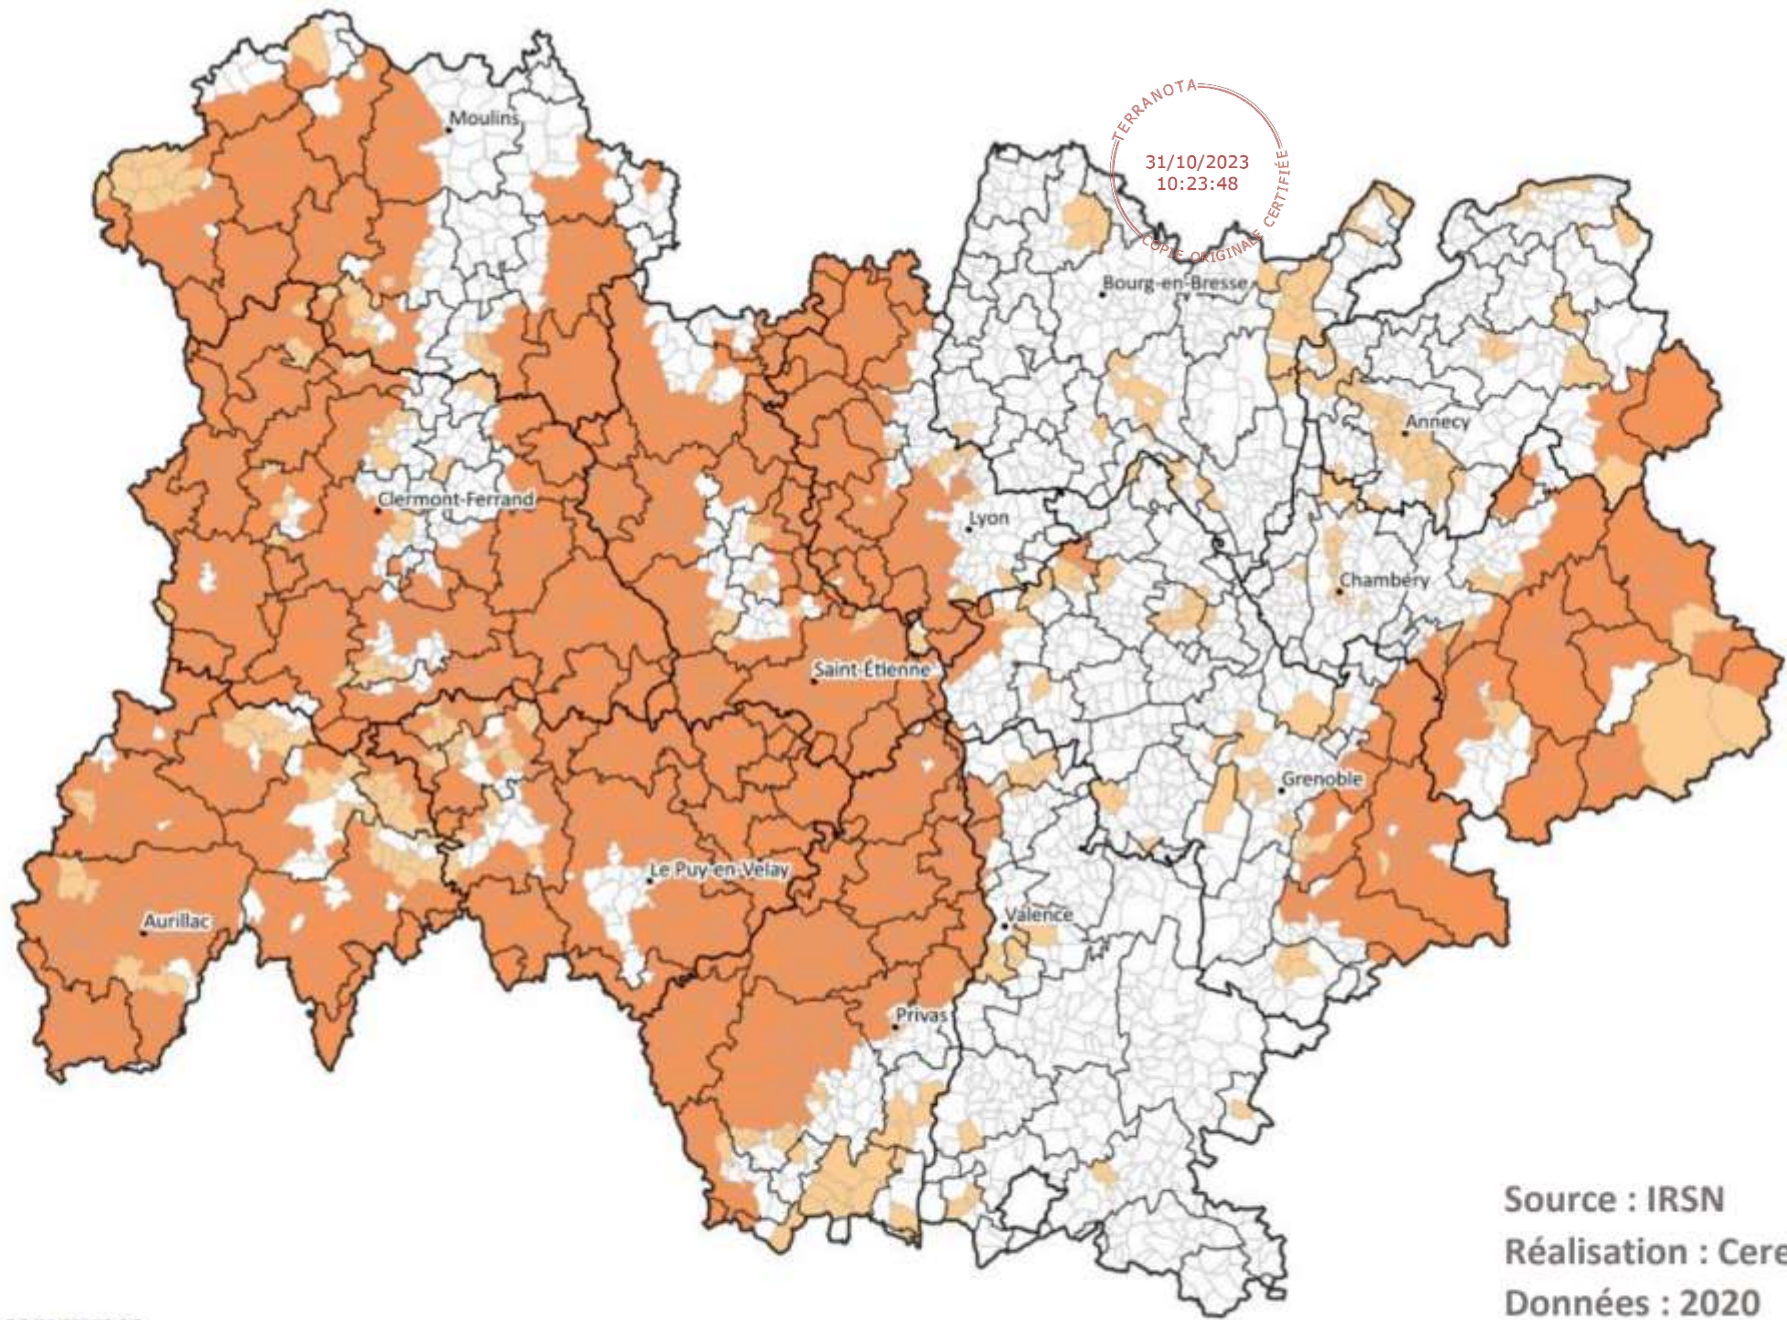 TERRANOTA
31/10/2023
10:23:48
COPIE ORIGINALE CERTIFIÉE
Moulins
Bourg-en-Bresse
Annecy
Clermont-Ferrand
Lyon
Chambéry
Saint-Étienne
Grenoble
Le Puy-en-Velay
Aurillac
Valence
Privas
Source : IRSN
Réalisation : Cere
Données : 2020